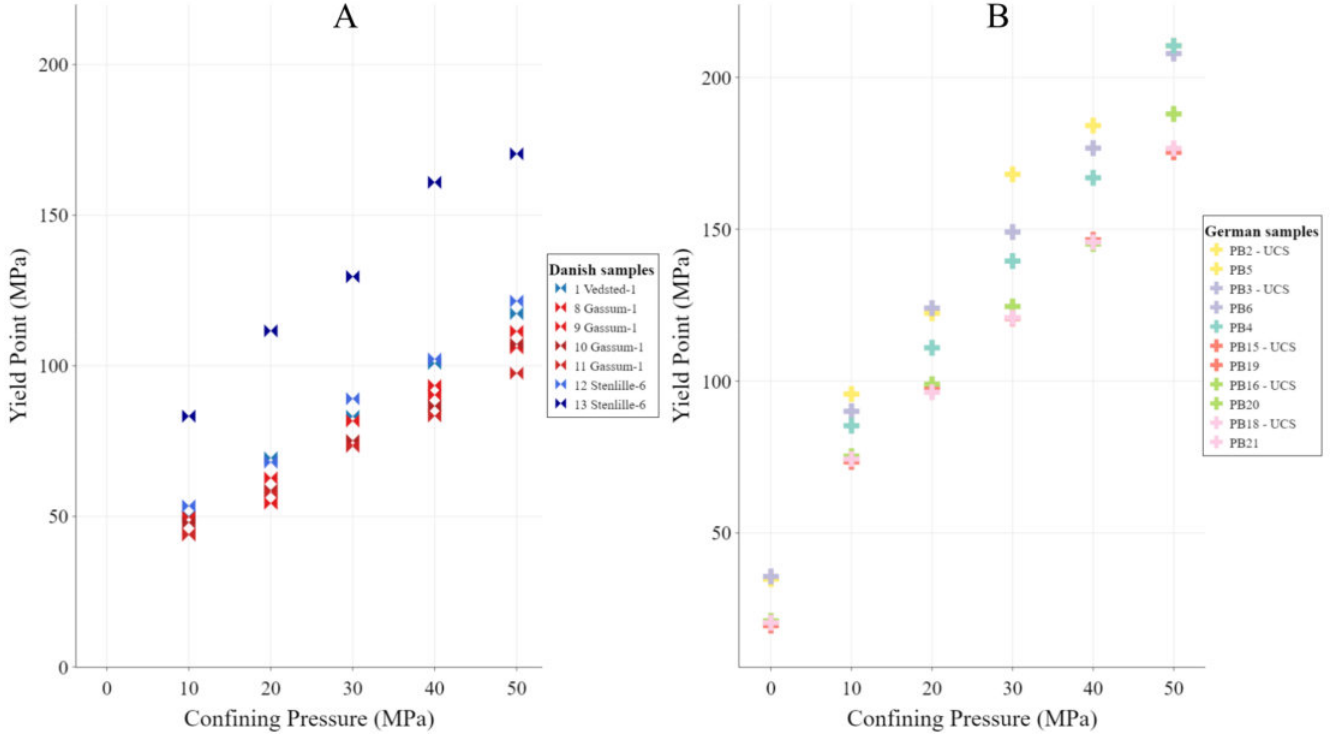 A
200
150
100
50
0
Yield Point (MPa)
0 10 20 30 40 50
Confining Pressure (MPa)
Danish samples
1 Vedsted-1
8 Gassum-1
9 Gassum-1
10 Gassum-1
11 Gassum-1
12 Stenlille-6
13 Stenlille-6
B
200
150
100
50
Yield Point (MPa)
0 10 20 30 40 50
Confining Pressure (MPa)
German samples
PB2 - UCS
PB5
PB3 - UCS
PB6
PB4
PB15 - UCS
PB19
PB16 - UCS
PB20
PB18 - UCS
PB21